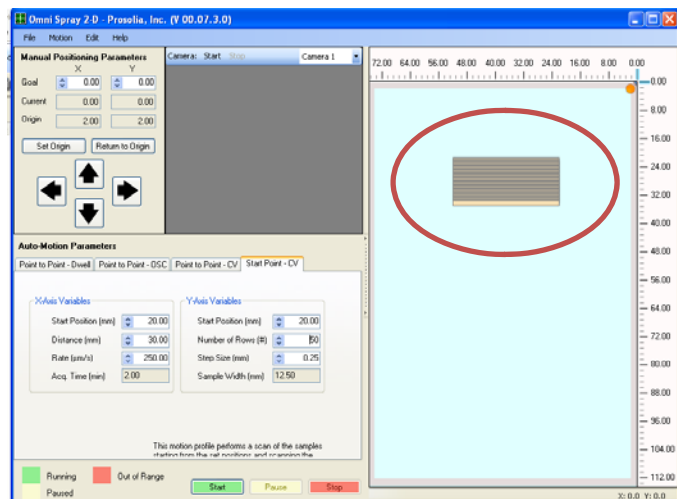 Omni Spray 2-D - Prosolia, Inc. (V 00.07.3.0)
File Motion Edit Help
Manual Positioning Parameters
X Y
Goal 0.00 0.00
Current 0.00 0.00
Origin 2.00 2.00
Set Origin Return to Origin
Camera: Start Stop Camera 1
72.00 64.00 56.00 48.00 40.00 32.00 24.00 16.00 8.00 0.00
0.00
8.00
16.00
24.00
32.00
40.00
48.00
56.00
64.00
72.00
80.00
88.00
96.00
104.00
112.00
Auto-Motion Parameters
Point to Point - Dwell Point to Point - OSC Point to Point - CV Start Point - CV
X-Axis Variables
Start Position (mm) 20.00
Distance (mm) 30.00
Rate (µm/s) 250.00
Acq. Time (min) 2.00
Y-Axis Variables
Start Position (mm) 20.00
Number of Rows (#) 50
Step Size (mm) 0.25
Sample Width (mm) 12.50
This motion profile performs a scan of the samples
starting from the set positions and scanning the
Running Out of Range
Paused
Start Pause Stop
X: 0.0 Y: 0.0